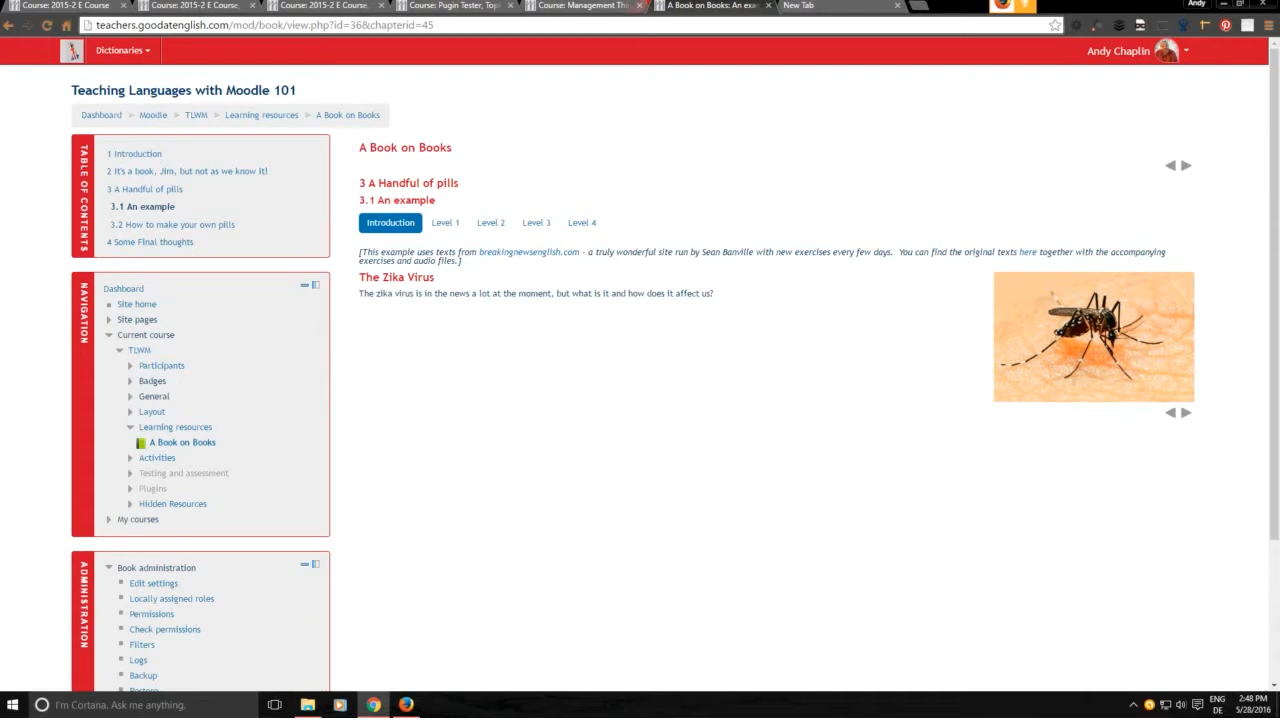 Course: 2015-2 E Course
Course: 2015-2 E Course
Course: 2015-2 E Course
Course: Pugin Tester, Topi
Course: Management The
A Book on Books: An exa
New Tab
Andy
teachers.goodatenglish.com/mod/book/view.php?id=36&chapterid=45
Dictionaries
Andy Chaplin
Teaching Languages with Moodle 101
Dashboard
Moodle
TLWM
Learning resources
A Book on Books
TABLE OF CONTENTS
1 Introduction
2 It's a book, Jim, but not as we know it!
3 A Handful of pills
3.1 An example
3.2 How to make your own pills
4 Some Final thoughts
A Book on Books
3 A Handful of pills
3.1 An example
Introduction
Level 1
Level 2
Level 3
Level 4
[This example uses texts from breakingnewsenglish.com - a truly wonderful site run by Sean Banville with new exercises every few days. You can find the original texts here together with the accompanying
exercises and audio files.]
The Zika Virus
The zika virus is in the news a lot at the moment, but what is it and how does it affect us?
NAVIGATION
Dashboard
Site home
Site pages
Current course
TLWM
Participants
Badges
General
Layout
Learning resources
A Book on Books
Activities
Testing and assessment
Plugins
Hidden Resources
My courses
ADMINISTRATION
Book administration
Edit settings
Locally assigned roles
Permissions
Check permissions
Filters
Logs
Backup
Restore
I'm Cortana. Ask me anything.
ENG
DE
2:48 PM
5/28/2016